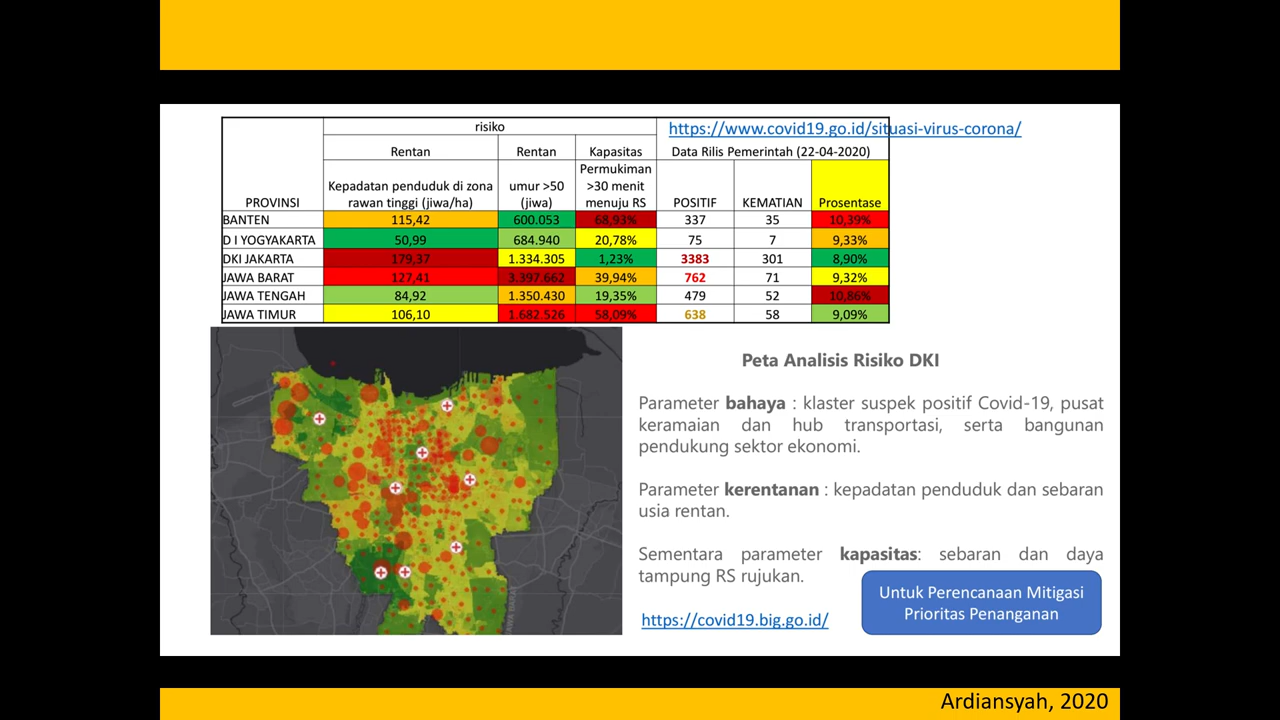 risiko
https://www.covid19.go.id/situasi-virus-corona/
Rentan Rentan Kapasitas Data Rilis Pemerintah (22-04-2020)
PROVINSI Kepadatan penduduk di zona rawan tinggi (jiwa/ha) umur >50 (jiwa) Permukiman >30 menit menuju RS POSITIF KEMATIAN Prosentase
BANTEN 115,42 600.053 68,93% 337 35 10,39%
D I YOGYAKARTA 50,99 684.940 20,78% 75 7 9,33%
DKI JAKARTA 179,37 1.334.305 1,23% 3383 301 8,90%
JAWA BARAT 127,41 3.397.662 39,94% 762 71 9,32%
JAWA TENGAH 84,92 1.350.430 19,35% 479 52 10,86%
JAWA TIMUR 106,10 1.682.526 58,09% 638 58 9,09%
JAWA BARAT
Peta Analisis Risiko DKI
Parameter bahaya : klaster suspek positif Covid-19, pusat
keramaian dan hub transportasi, serta bangunan
pendukung sektor ekonomi.
Parameter kerentanan : kepadatan penduduk dan sebaran
usia rentan.
Sementara parameter kapasitas: sebaran dan daya
tampung RS rujukan.
https://covid19.big.go.id/
Untuk Perencanaan Mitigasi
Prioritas Penanganan
Ardiansyah, 2020